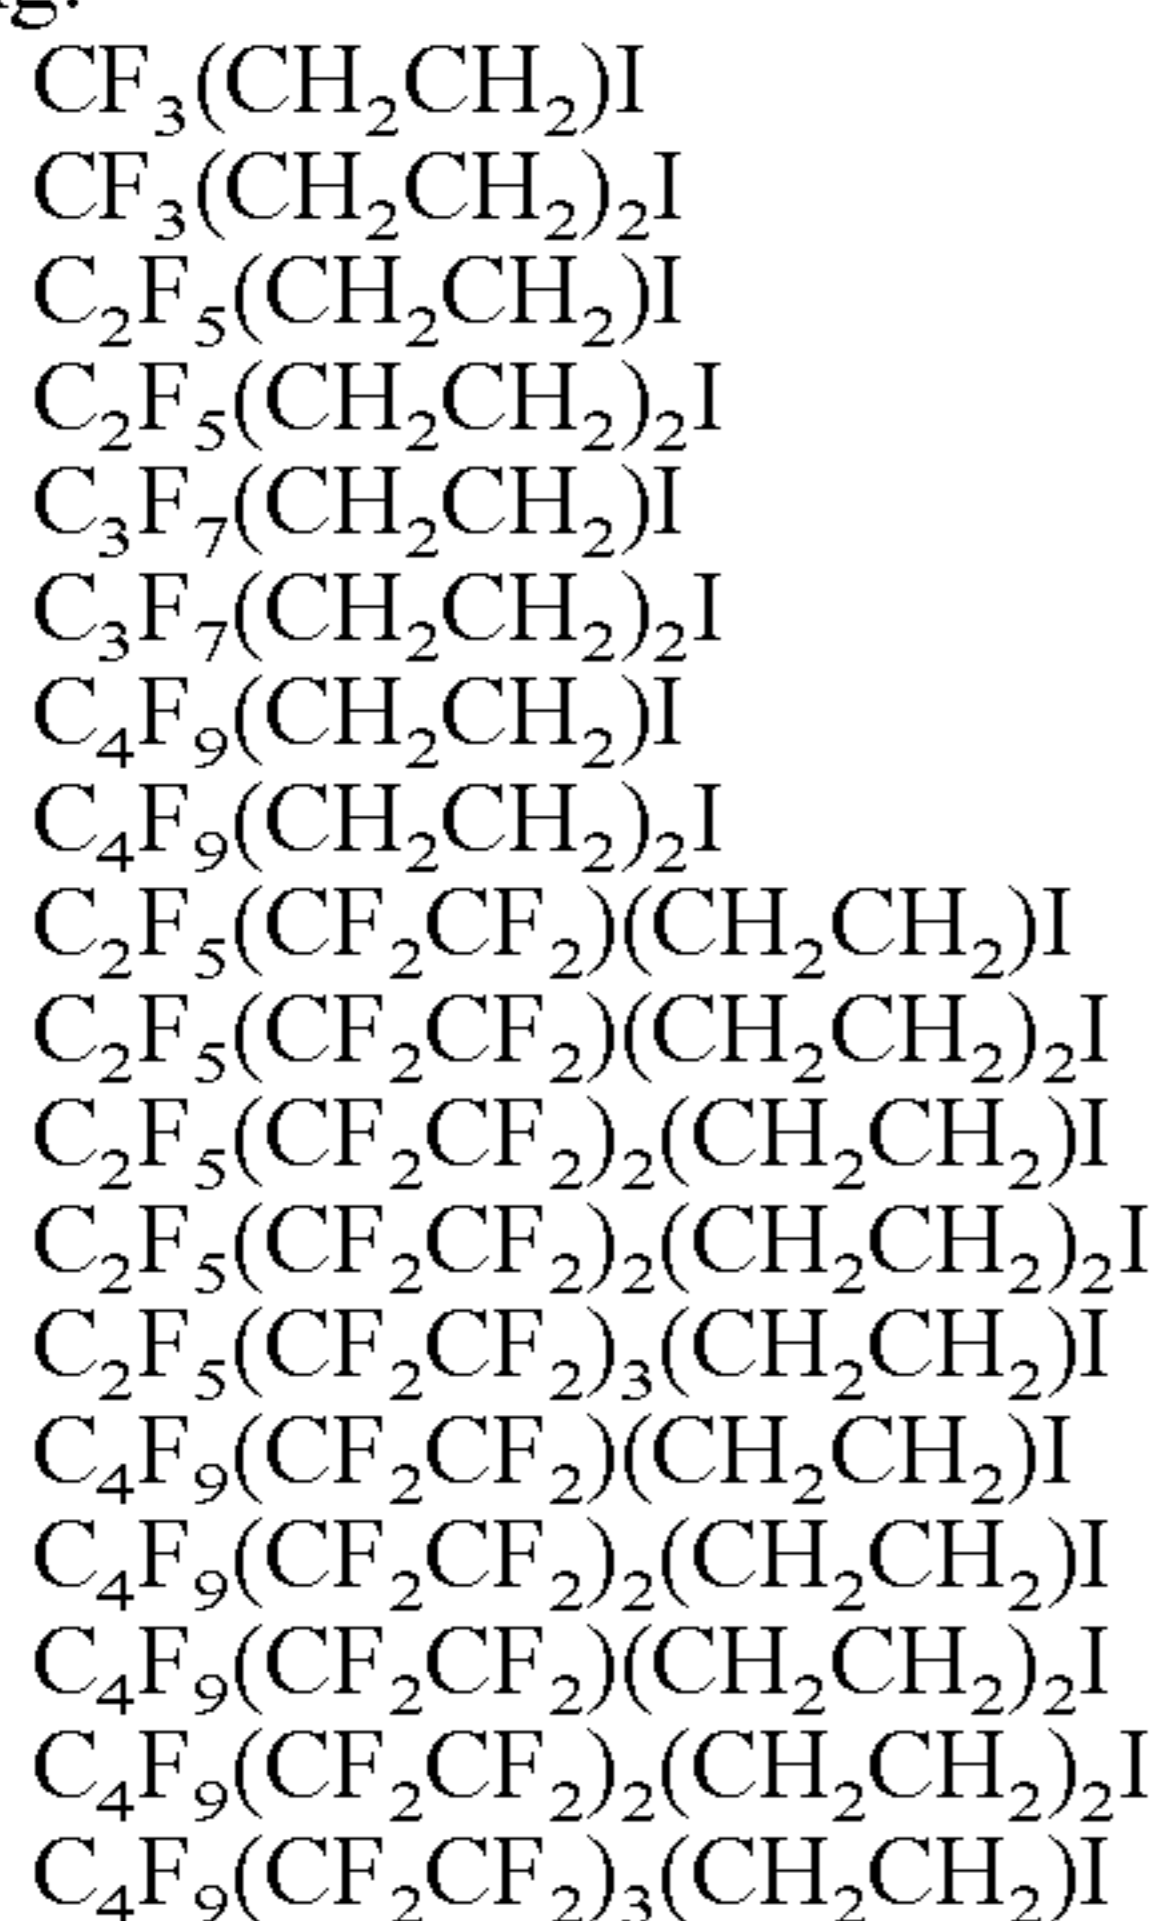 CF₃(CH₂CH₂)I
CF₃(CH₂CH₂)₂I
C₂F₅(CH₂CH₂)I
C₂F₅(CH₂CH₂)₂I
C₃F₇(CH₂CH₂)I
C₃F₇(CH₂CH₂)₂I
C₄F₉(CH₂CH₂)I
C₄F₉(CH₂CH₂)₂I
C₂F₅(CF₂CF₂)(CH₂CH₂)I
C₂F₅(CF₂CF₂)(CH₂CH₂)₂I
C₂F₅(CF₂CF₂)₂(CH₂CH₂)I
C₂F₅(CF₂CF₂)₂(CH₂CH₂)₂I
C₂F₅(CF₂CF₂)₃(CH₂CH₂)I
C₄F₉(CF₂CF₂)(CH₂CH₂)I
C₄F₉(CF₂CF₂)₂(CH₂CH₂)I
C₄F₉(CF₂CF₂)(CH₂CH₂)₂I
C₄F₉(CF₂CF₂)₂(CH₂CH₂)₂I
C₄F₉(CF₂CF₂)₃(CH₂CH₂)I